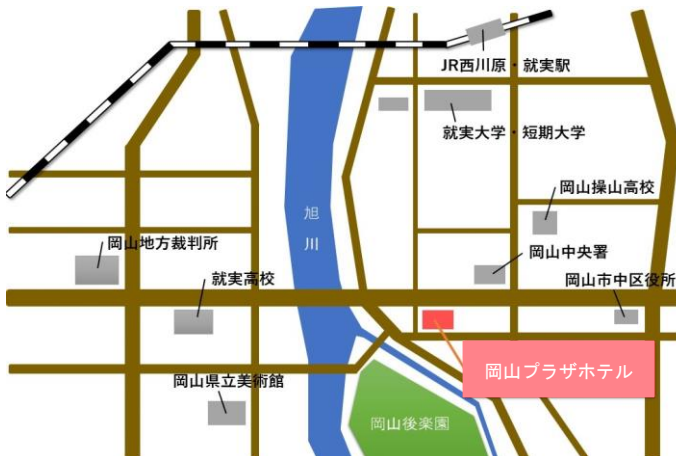 JR西川原・就実駅
就実大学・短期大学
岡山操山高校
旭
川
岡山地方裁判所
岡山中央署
就実高校
岡山市中区役所
岡山プラザホテル
岡山県立美術館
岡山後楽園